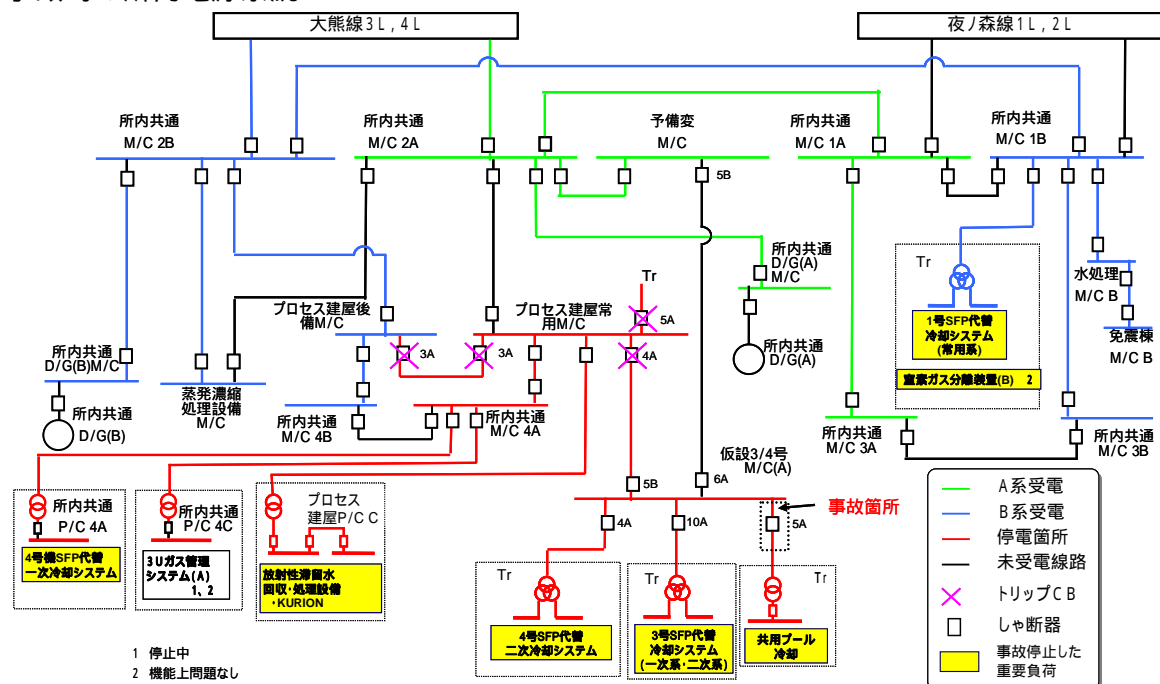 大熊線3L,4L
夜ノ森線1L,2L
所内共通
M/C 2B
所内共通
M/C 2A
予備変
M/C
所内共通
M/C 1A
所内共通
M/C 1B
5B
所内共通
D/G(A)
M/C
Tr
プロセス建屋後
備M/C
プロセス建屋常
用M/C
5A
3A
3A
4A
所内共通
D/G(A)
Tr
1号SFP代替
冷却システム
(常用系)
窒素ガス分離装置(B) 2
水処理
M/C B
免震棟
M/C B
所内共通
D/G(B)M/C
所内共通
D/G(B)
蒸発濃縮
処理設備
M/C
所内共通
M/C 4B
所内共通
M/C 4A
所内共通
M/C 3A
所内共通
M/C 3B
仮設3/4号
M/C(A)
5B
6A
事故箇所
所内共通
P/C 4A
4号機SFP代替
一次冷却システム
所内共通
P/C 4C
3Uガス管理
システム(A)
1、2
プロセス
建屋P/C C
放射性滞留水
回収・処理設備
・KURION
4A
10A
5A
Tr
4号SFP代替
二次冷却システム
Tr
3号SFP代替
冷却システム
(一次系・二次系)
Tr
共用プール
冷却
A系受電
B系受電
停電箇所
未受電線路
トリップCB
しゃ断器
事故停止した
重要負荷
1 停止中
2 機能上問題なし